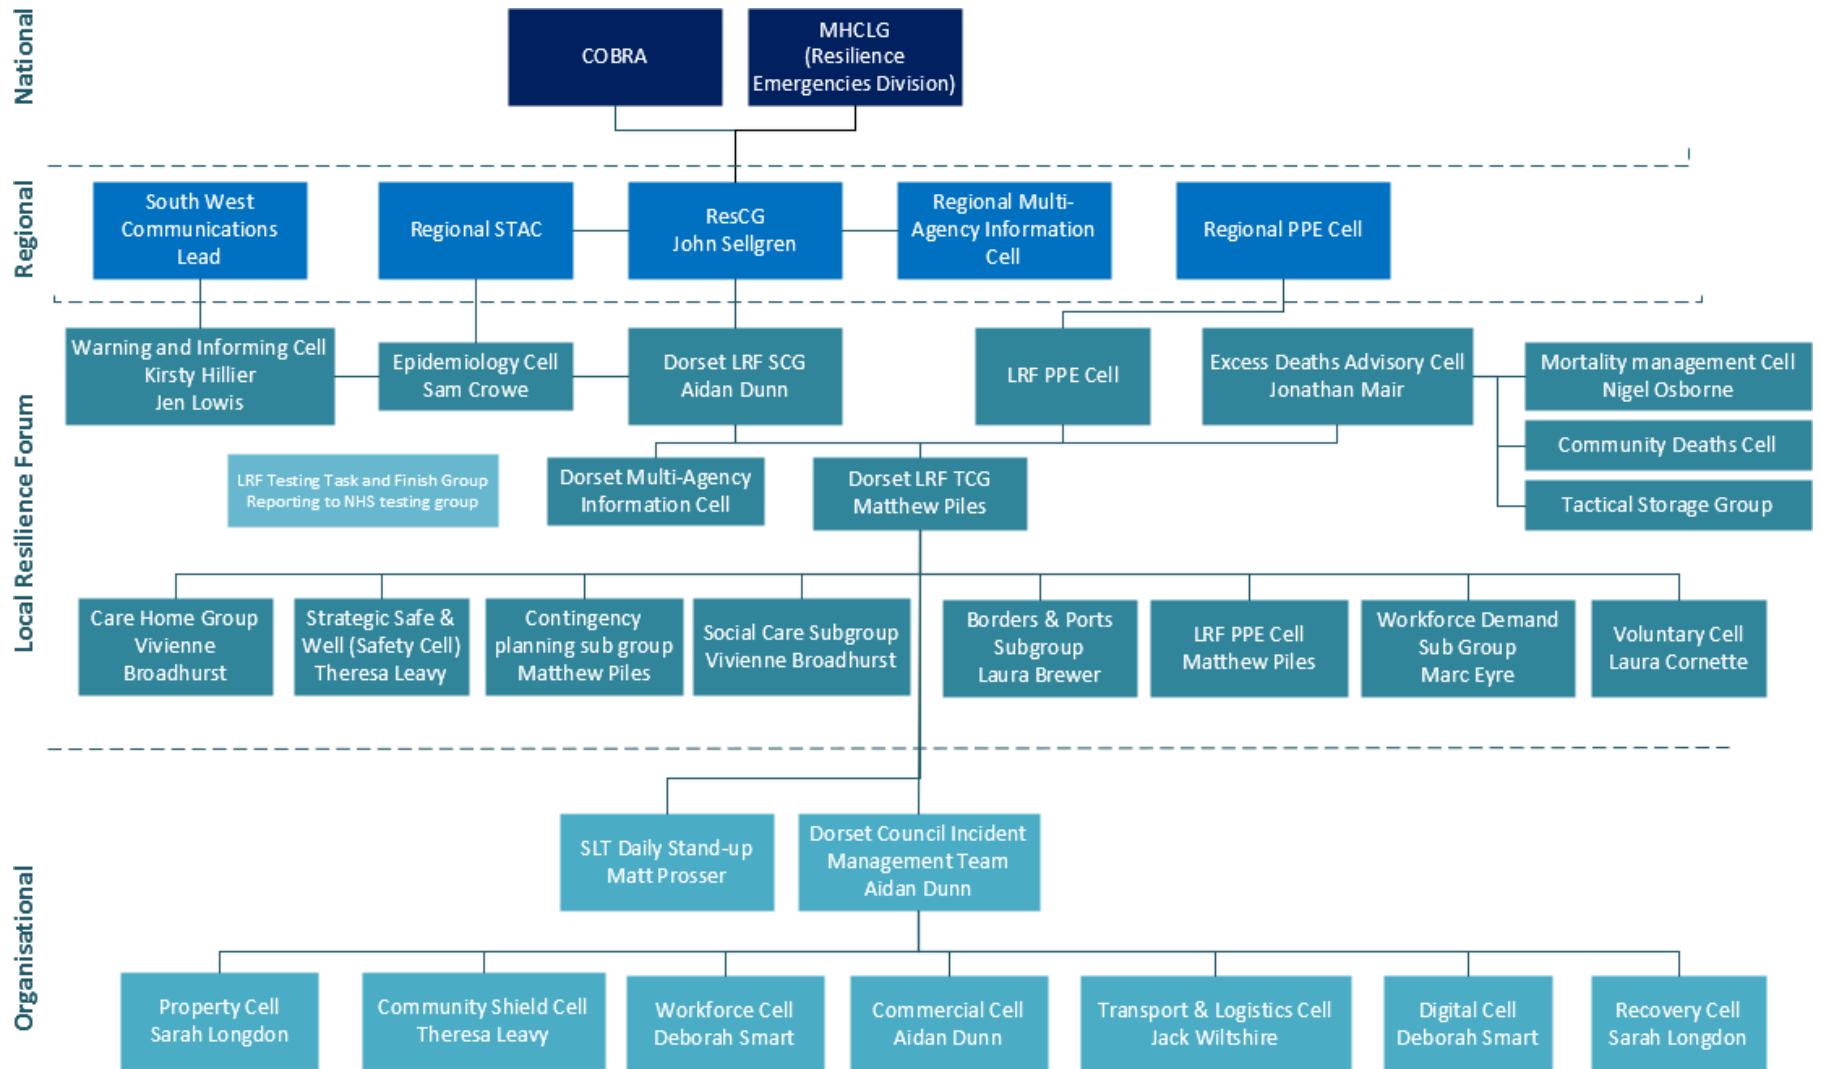 National
COBRA
MHCLG
(Resilience
Emergencies Division)
Regional
South West
Communications
Lead
Regional STAC
ResCG
John Sellgren
Regional Multi-
Agency Information
Cell
Regional PPE Cell
Local Resilience Forum
Warning and Informing Cell
Kirsty Hillier
Jen Lowis
Epidemiology Cell
Sam Crowe
Dorset LRF SCG
Aidan Dunn
LRF PPE Cell
Excess Deaths Advisory Cell
Jonathan Mair
Mortality management Cell
Nigel Osborne
Community Deaths Cell
Tactical Storage Group
LRF Testing Task and Finish Group
Reporting to NHS testing group
Dorset Multi-Agency
Information Cell
Dorset LRF TCG
Matthew Piles
Care Home Group
Vivienne
Broadhurst
Strategic Safe &
Well (Safety Cell)
Theresa Leavy
Contingency
planning sub group
Matthew Piles
Social Care Subgroup
Vivienne Broadhurst
Borders & Ports
Subgroup
Laura Brewer
LRF PPE Cell
Matthew Piles
Workforce Demand
Sub Group
Marc Eyre
Voluntary Cell
Laura Cornette
Organisational
SLT Daily Stand-up
Matt Prosser
Dorset Council Incident
Management Team
Aidan Dunn
Property Cell
Sarah Longdon
Community Shield Cell
Theresa Leavy
Workforce Cell
Deborah Smart
Commercial Cell
Aidan Dunn
Transport & Logistics Cell
Jack Wiltshire
Digital Cell
Deborah Smart
Recovery Cell
Sarah Longdon